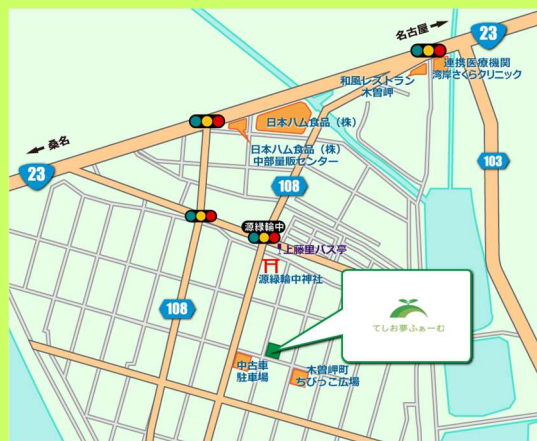 名古屋
23
連携医療機関
湾岸さくらクリニック
和風レストラン
木曽岬
日本ハム食品(株)
日本ハム食品(株)
中部量販センター
桑名
23
103
108
源緑輪中
上藤里バス亭
源緑輪中神社
108
てしお夢ふぁーむ
中古車
駐車場
木曽岬町
ちびっこ広場